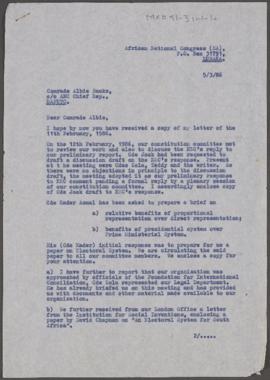 African National Congress (SA),
P.O. Box 31791,
LUSAKA
5/3/86
Comrade Albie Sachs,
c/o ANC Chief Rep.,
MAPUTO.
Dear Comrade Albie,
I hope by now you have received a copy of my letter of the
11th February, 1986.
On the 12th February, 1986, our constitution committee met
to review our work and also to discuss the NEC's reply to
our preliminary report. Cde Jack had been requested to
draft a discussion draft on the NEC's response. Present
at the meeting were Cdes Lola, Teddy and the writer. As
there were no objections in principle to the discussion
draft, the meeting adopted it as our preliminary response
to NEC comment pending a formal reply by a plenary session
of our constitution committee. I accordingly enclose copy
of Cde Jack draft to NEC's response.
Cde Kader Asmal has been asked to prepare a brief on
a) relative benefits of proportional
representation over direct representation;
b) benefits of presidential system over
Prime Ministerial System.
His (Cde Kader) initial response was to prepare for us a
paper on Electoral System. We are circulating the said
paper to all our committee members. We enclose a copy for
your attention.
a) I have further to report that our organisation was
approached by officials of the Foundation for International
Conciliation, Cde Lola represented our Legal Department.
He has already briefed us on this meeting and has provided
us with documents and other material made available to our
organisation.
b) We further received from our London Office a letter
from the Institution for Social Inventions, enclosing a
paper by David Chapman on "An Electoral System for South
Africa".
2/.....